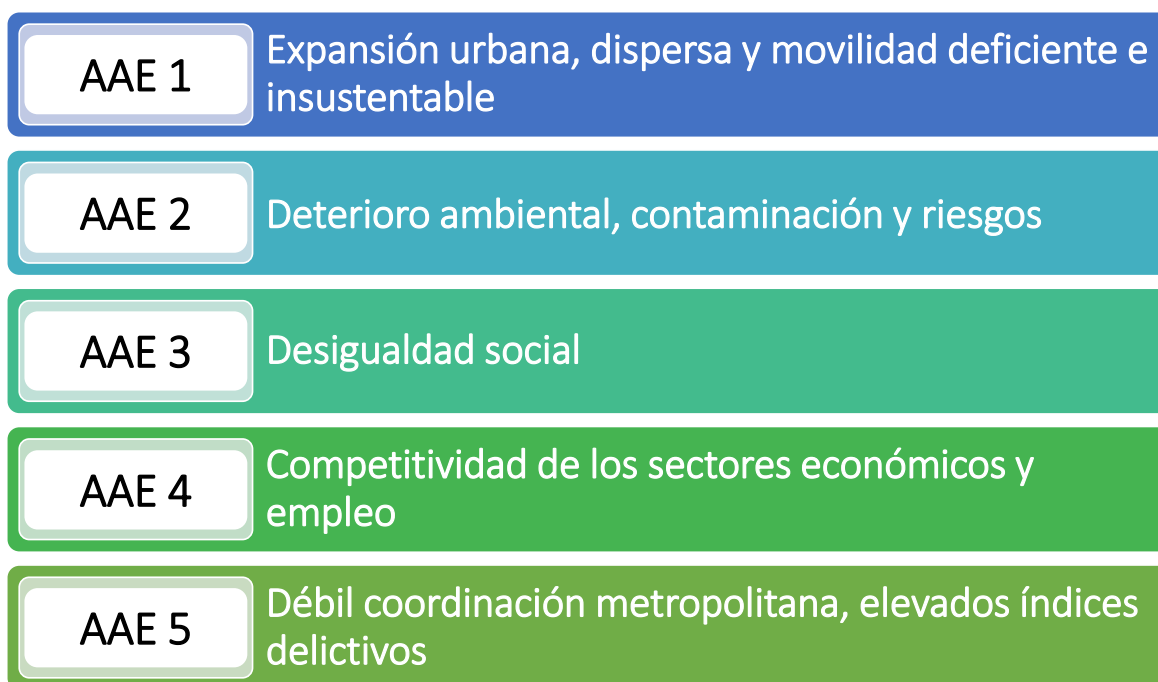 AAE 1
Expansión urbana, dispersa y movilidad deficiente e
insustentable
AAE 2
Deterioro ambiental, contaminación y riesgos
AAE 3
Desigualdad social
AAE 4
Competitividad de los sectores económicos y
empleo
AAE 5
Débil coordinación metropolitana, elevados índices
delictivos